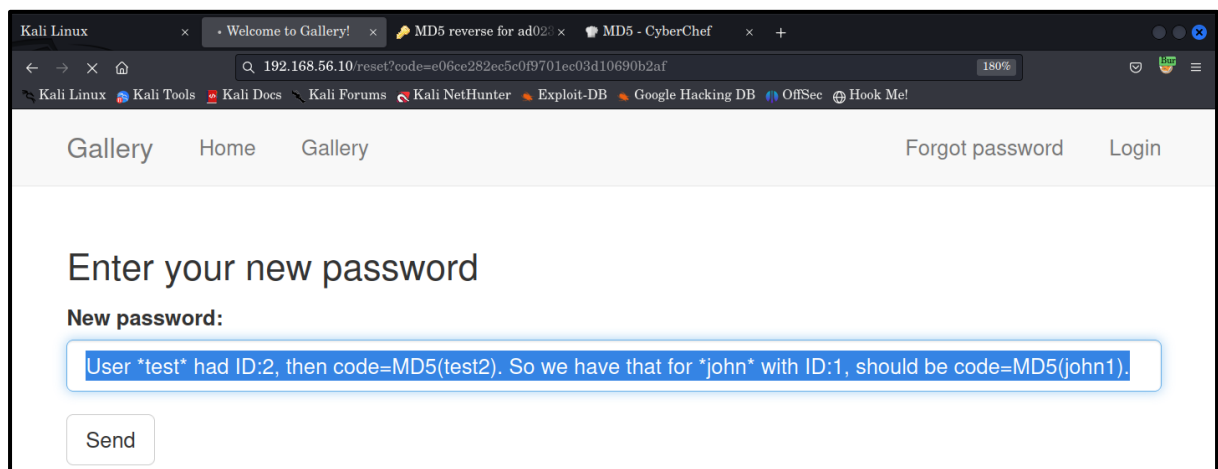 Kali Linux × • Welcome to Gallery! × MD5 reverse for ad023 × MD5 - CyberChef × +
192.168.56.10/reset?code=e06ce282ec5c0f9701ec03d10690b2af 180% Bur
Kali Linux Kali Tools Kali Docs Kali Forums Kali NetHunter Exploit-DB Google Hacking DB OffSec Hook Me!
Gallery Home Gallery Forgot password Login
Enter your new password
New password:
User *test* had ID:2, then code=MD5(test2). So we have that for *john* with ID:1, should be code=MD5(john1).
Send